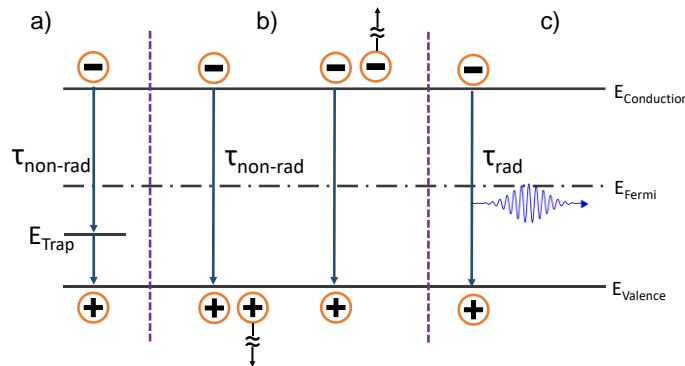 a)
b)
c)
E_Conduction
τ_non-rad
τ_non-rad
τ_rad
E_Fermi
E_Trap
E_Valence